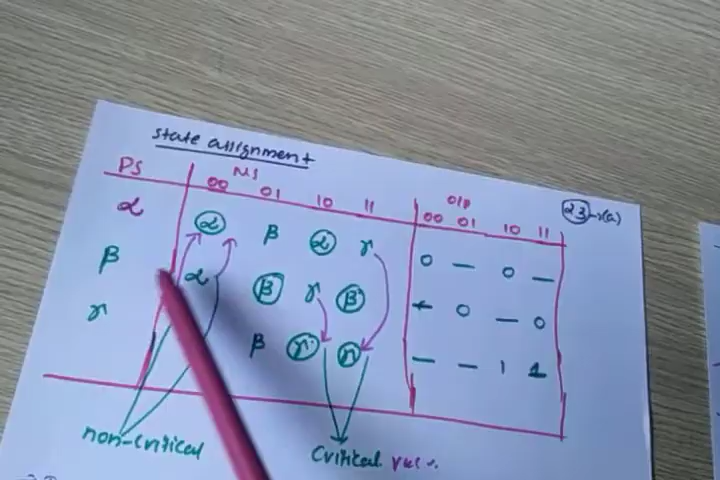 State assignment
PS NS O/P 23
00 01 10 11 00 01 10 11
α α β α r 0 — 0 —
β α β r β — 0 — 0
r β r r — — 1 1
non-critical
Critical